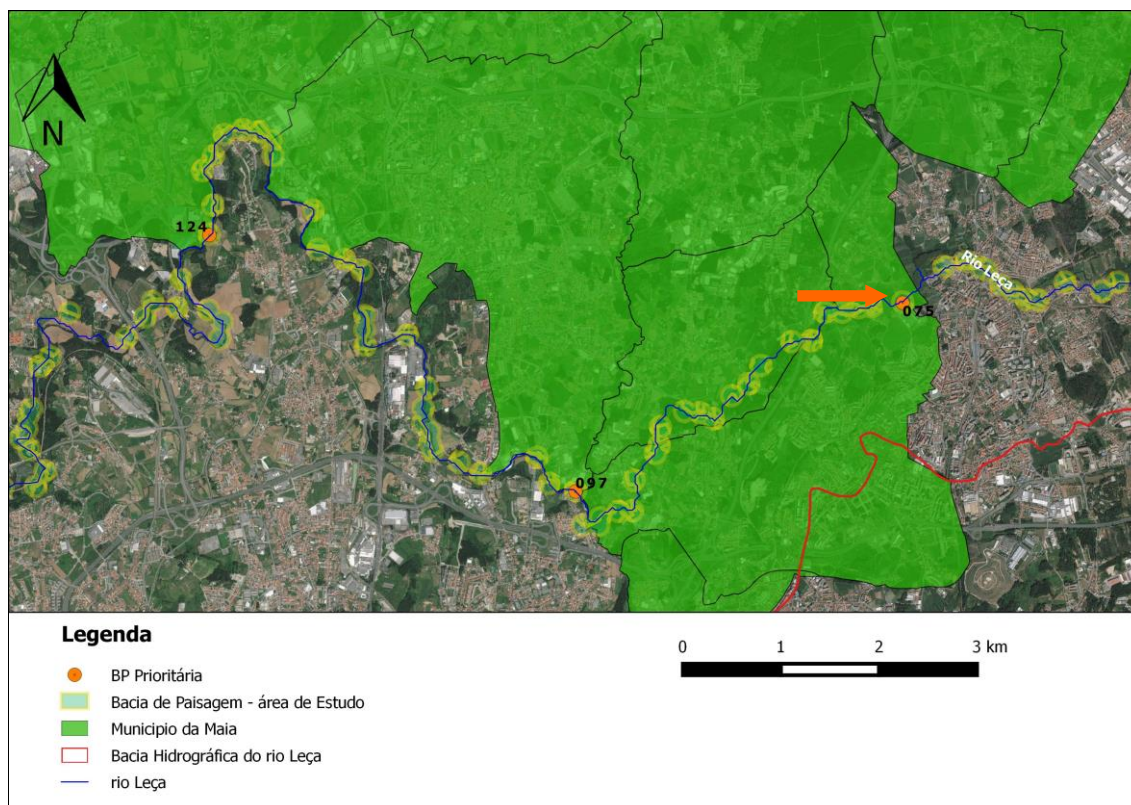 N
124
Rio Leça
075
097
Legenda
BP Prioritária
Bacia de Paisagem - área de Estudo
Municipio da Maia
Bacia Hidrográfica do rio Leça
rio Leça
0 1 2 3 km